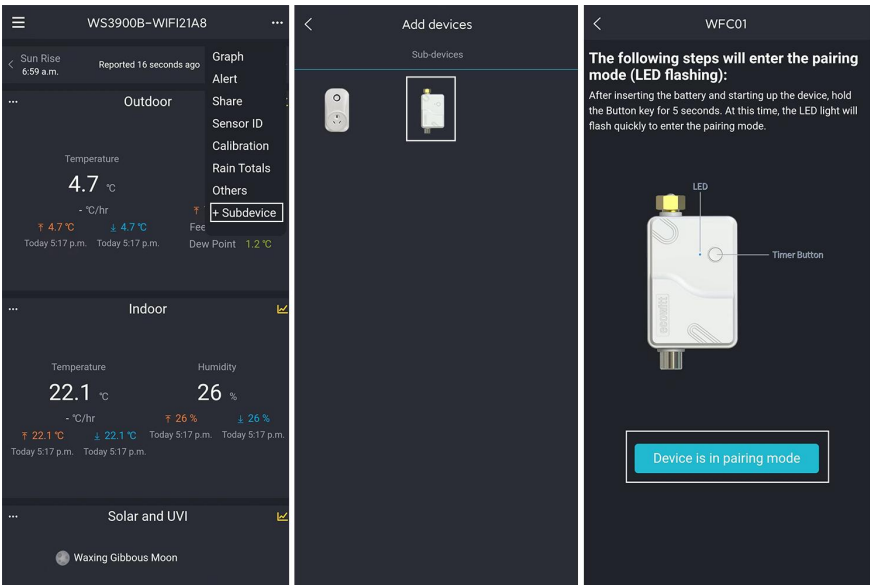 WS3900B-WIFI21A8
Sun Rise
6:59 a.m.
Reported 16 seconds ago
Graph
Alert
Share
Sensor ID
Calibration
Rain Totals
Others
+ Subdevice
Outdoor
Temperature
4.7 ℃
- ℃/hr
4.7 ℃
4.7 ℃
Today 5:17 p.m.
Today 5:17 p.m.
Fee
Dew Point 1.2 ℃
Indoor
Temperature
Humidity
22.1 ℃
26 %
- ℃/hr
26 %
26 %
22.1 ℃
22.1 ℃
Today 5:17 p.m.
Today 5:17 p.m.
Today 5:17 p.m.
Today 5:17 p.m.
Solar and UVI
Waxing Gibbous Moon
Add devices
Sub-devices
WFC01
The following steps will enter the pairing
mode (LED flashing):
After inserting the battery and starting up the device, hold
the Button key for 5 seconds. At this time, the LED light will
flash quickly to enter the pairing mode.
LED
Timer Button
ecowitt
Device is in pairing mode